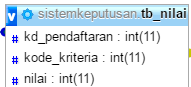 v sistemkeputusan.tb_nilai
# kd_pendaftaran : int(11)
# kode_kriteria : int(11)
# nilai : int(11)